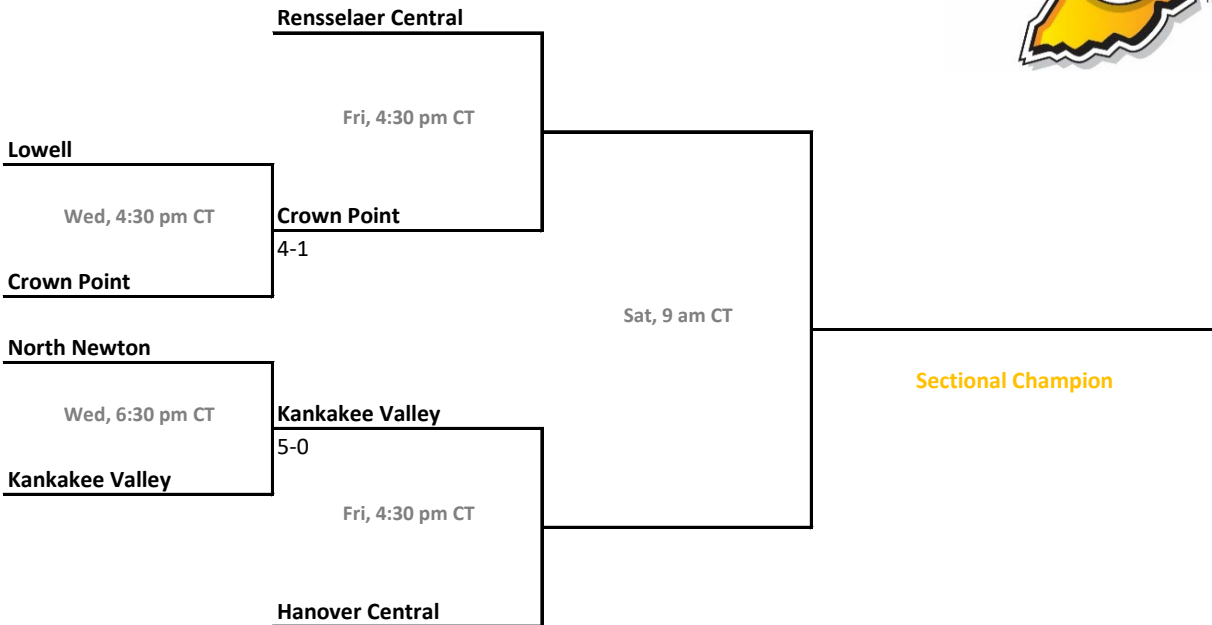 Rensselaer Central
Fri, 4:30 pm CT
Lowell
Wed, 4:30 pm CT
Crown Point
4-1
Crown Point
Sat, 9 am CT
North Newton
Sectional Champion
Wed, 6:30 pm CT
Kankakee Valley
5-0
Kankakee Valley
Fri, 4:30 pm CT
Hanover Central